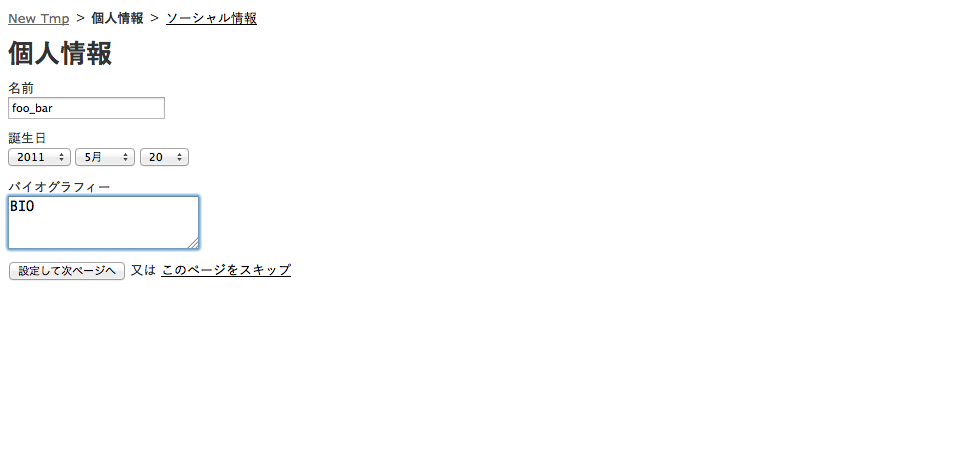 New Tmp > 個人情報 > ソーシャル情報
個人情報
名前
foo_bar
誕生日
2011 5月 20
バイオグラフィー
BIO
設定して次ページへ 又は このページをスキップ